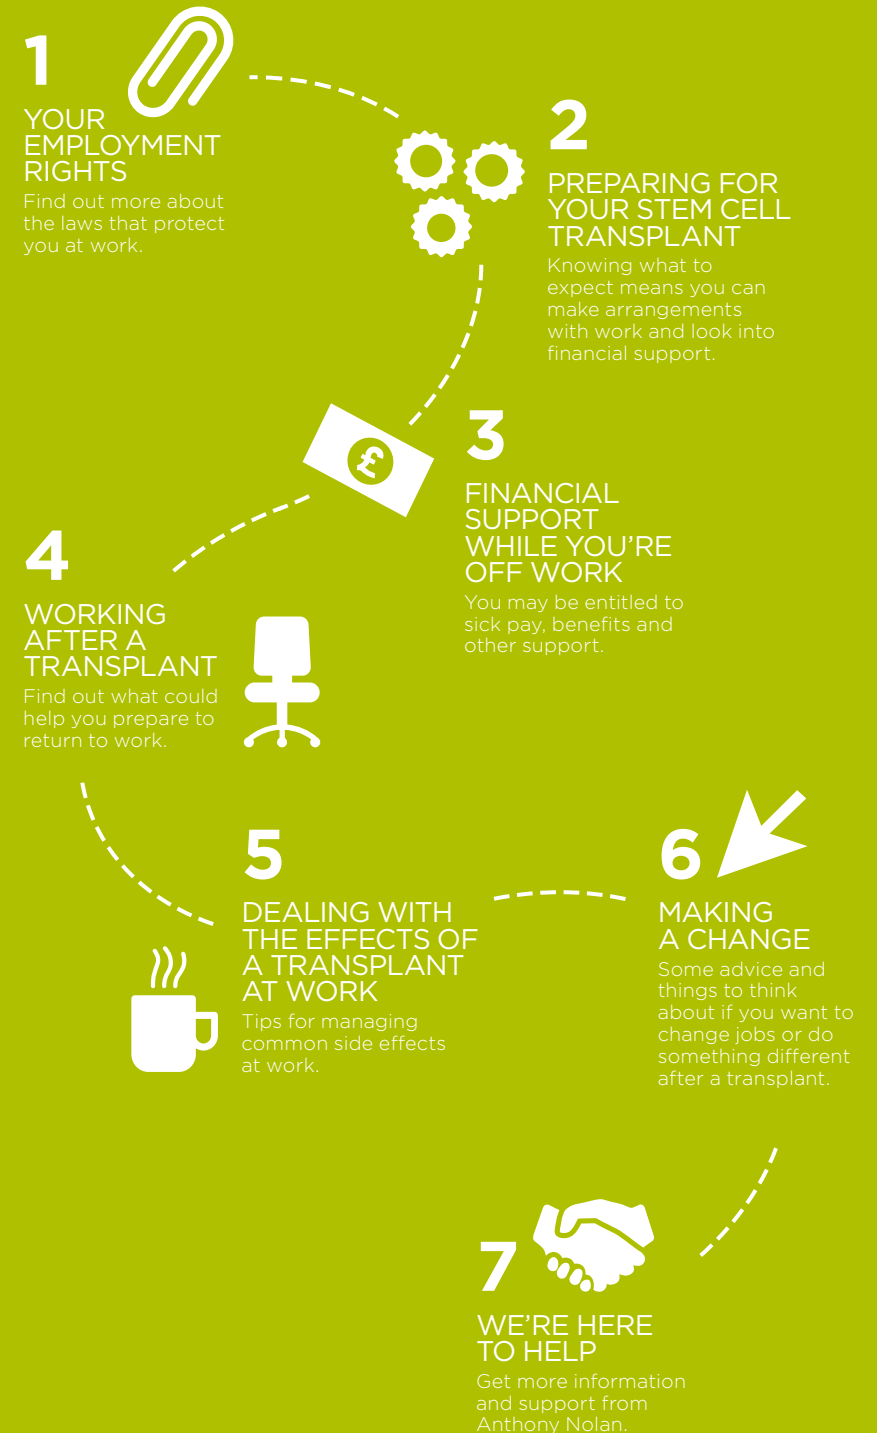 1
YOUR
EMPLOYMENT
RIGHTS
Find out more about
the laws that protect
you at work.
2
PREPARING FOR
YOUR STEM CELL
TRANSPLANT
Knowing what to
expect means you can
make arrangements
with work and look into
financial support.
£
3
FINANCIAL
SUPPORT
WHILE YOU'RE
OFF WORK
You may be entitled to
sick pay, benefits and
other support.
4
WORKING
AFTER A
TRANSPLANT
Find out what could
help you prepare to
return to work.
5
DEALING WITH
THE EFFECTS OF
A TRANSPLANT
AT WORK
Tips for managing
common side effects
at work.
6
MAKING
A CHANGE
Some advice and
things to think
about if you want to
change jobs or do
something different
after a transplant.
7
WE'RE HERE
TO HELP
Get more information
and support from
Anthony Nolan.